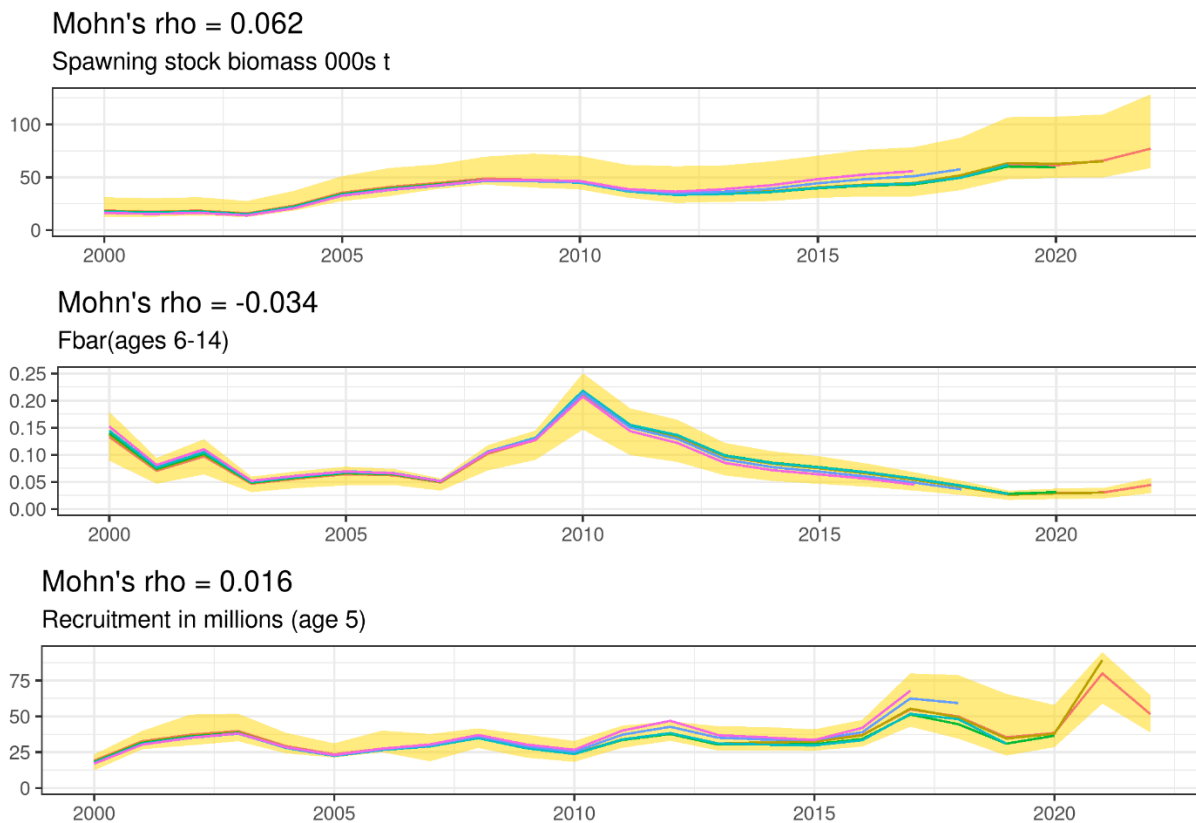 Mohn's rho = 0.062
Spawning stock biomass 000s t
100
50
0
2000 2005 2010 2015 2020
Mohn's rho = -0.034
Fbar(ages 6-14)
0.25
0.20
0.15
0.10
0.05
0.00
2000 2005 2010 2015 2020
Mohn's rho = 0.016
Recruitment in millions (age 5)
75
50
25
0
2000 2005 2010 2015 2020